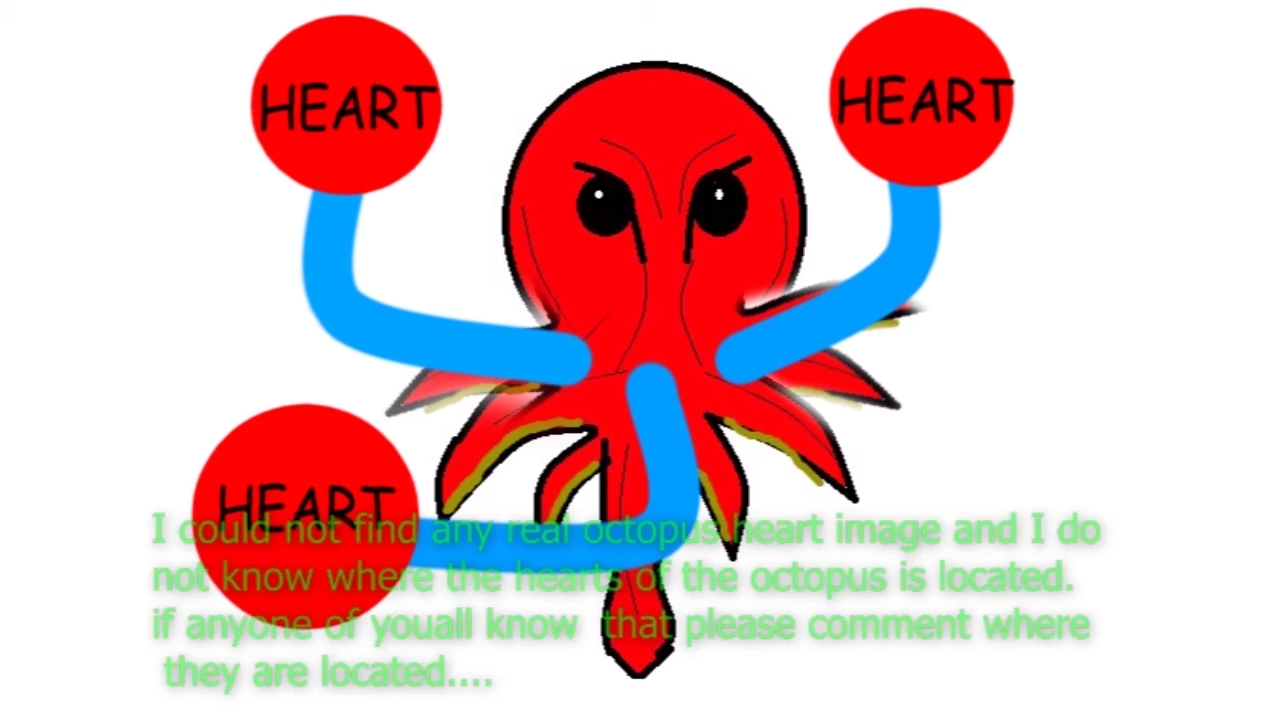 HEART
HEART
HEART
I could not find any real octopus heart image and I do
not know where the hearts of the octopus is located.
if anyone of youall know that please comment where
they are located....